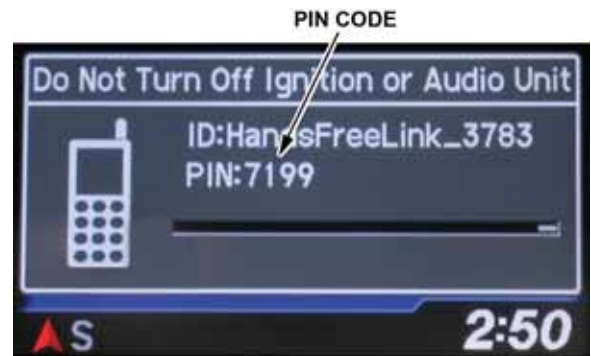 PIN CODE
Do Not Turn Off Ignition or Audio Unit
ID:HandsFreeLink_3783
PIN:7199
S
2:50